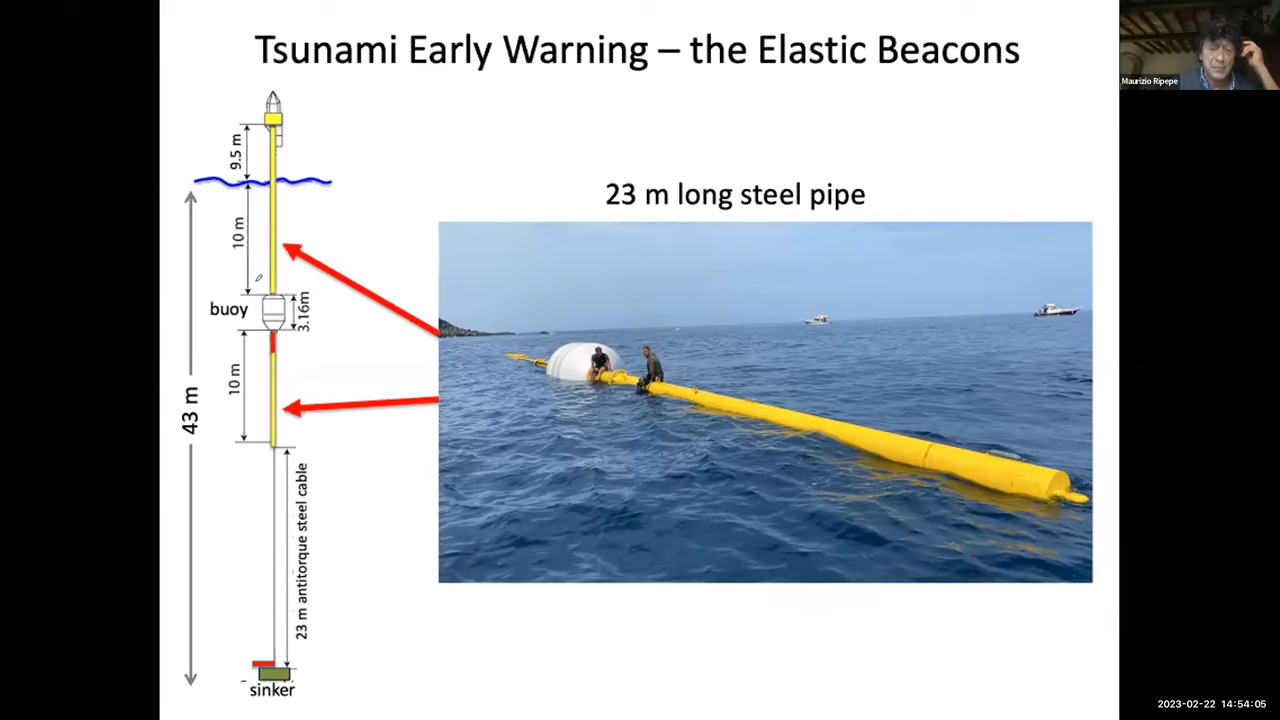 Tsunami Early Warning – the Elastic Beacons
Maurizio Ripepe
9.5 m
23 m long steel pipe
10 m
buoy
3.16m
10 m
43 m
23 m antitorque steel cable
sinker
2023-02-22 14:54:05